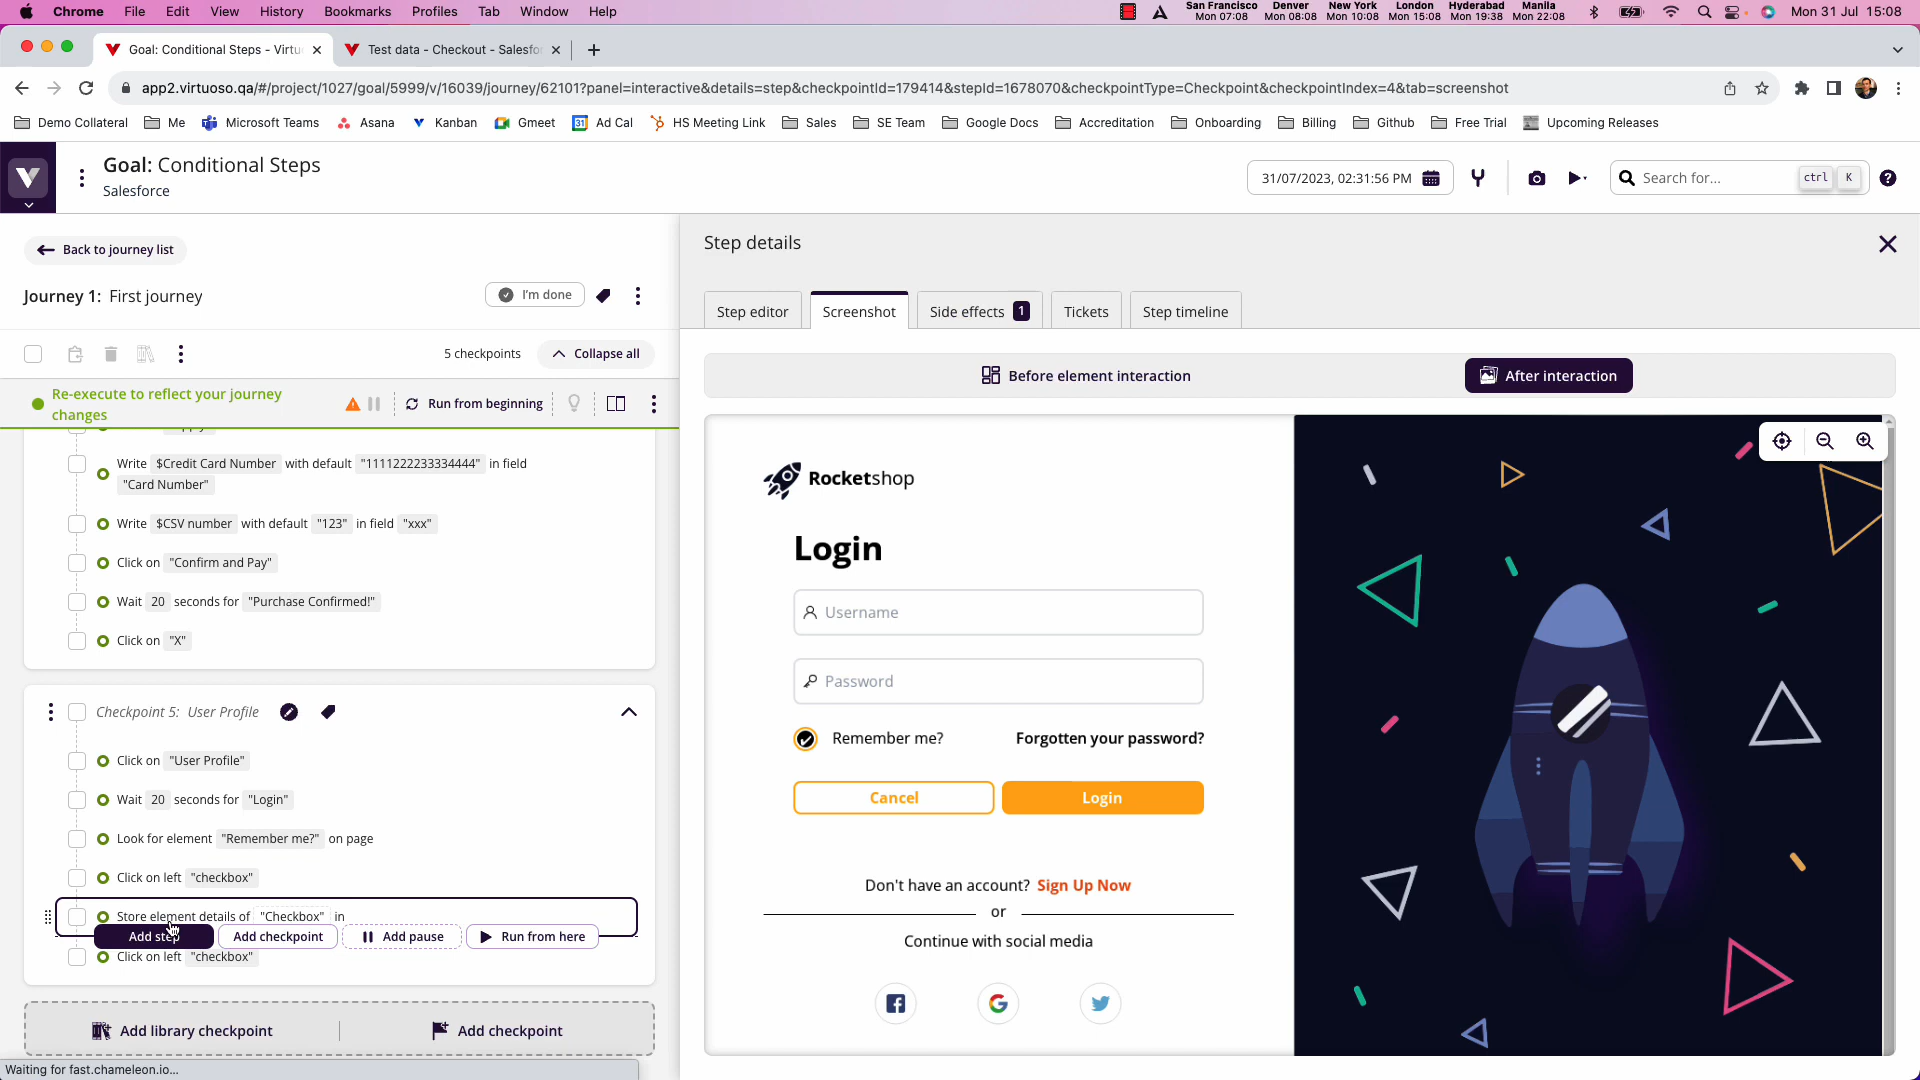 Chrome File Edit View History Bookmarks Profiles Tab Window Help
San Francisco Denver New York London Hyderabad Manila
Mon 07:08 Mon 08:08 Mon 10:08 Mon 15:08 Mon 19:38 Mon 22:08
Mon 31 Jul 15:08
Goal: Conditional Steps - Virtu
Test data - Checkout - Salesfo
app2.virtuoso.qa/#/project/1027/goal/5999/v/16039/journey/62101?panel=interactive&details=step&checkpointId=179414&stepId=1678070&checkpointType=Checkpoint&checkpointIndex=4&tab=screenshot
Demo Collateral Me Microsoft Teams Asana Kanban Gmeet 31 Ad Cal HS Meeting Link Sales SE Team Google Docs Accreditation Onboarding Billing Github Free Trial Upcoming Releases
Goal: Conditional Steps
Salesforce
31/07/2023, 02:31:56 PM
Search for... ctrl K
Back to journey list
Journey 1: First journey
I'm done
5 checkpoints
Collapse all
Re-execute to reflect your journey
changes
Run from beginning
Write $Credit Card Number with default "1111222233334444" in field
"Card Number"
Write $CSV number with default "123" in field "xxx"
Click on "Confirm and Pay"
Wait 20 seconds for "Purchase Confirmed!"
Click on "X"
Checkpoint 5: User Profile
Click on "User Profile"
Wait 20 seconds for "Login"
Look for element "Remember me?" on page
Click on left "checkbox"
Store element details of "Checkbox" in
Add step Add checkpoint Add pause Run from here
Click on left "checkbox"
Add library checkpoint
Add checkpoint
Waiting for fast.chameleon.io...
Step details
Step editor Screenshot Side effects 1 Tickets Step timeline
Before element interaction
After interaction
Rocketshop
Login
Username
Password
Remember me?
Forgotten your password?
Cancel
Login
Don't have an account? Sign Up Now
or
Continue with social media